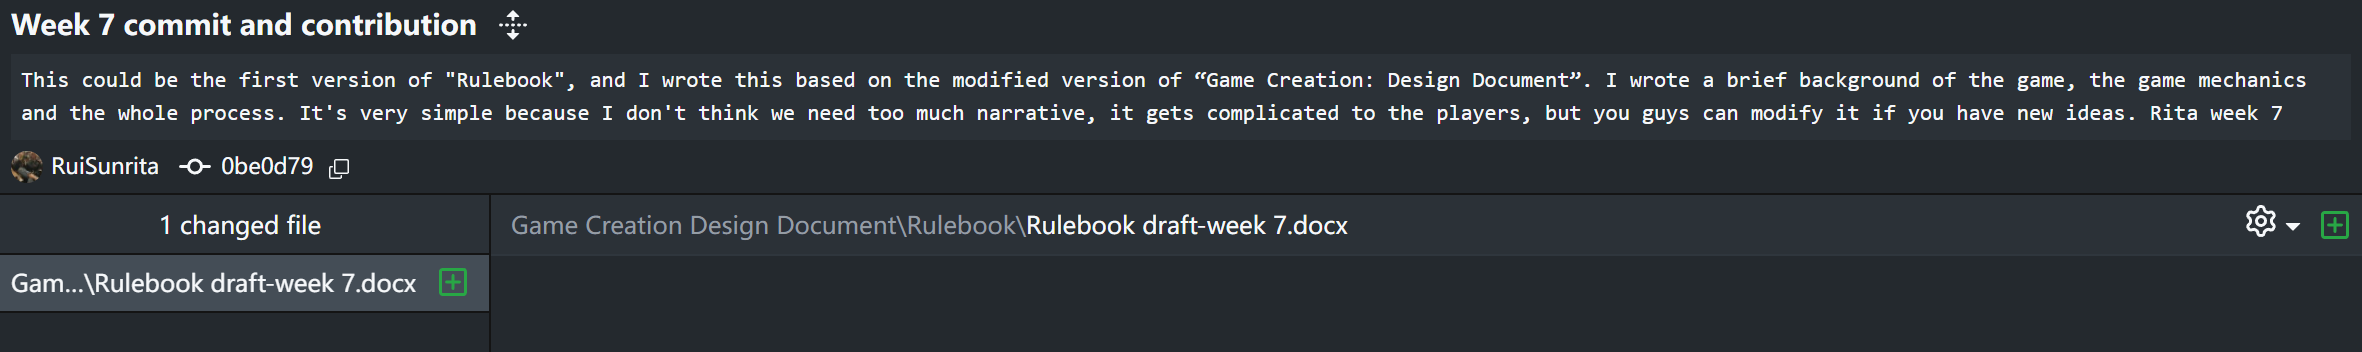 Week 7 commit and contribution
This could be the first version of "Rulebook", and I wrote this based on the modified version of “Game Creation: Design Document”. I wrote a brief background of the game, the game mechanics
and the whole process. It's very simple because I don't think we need too much narrative, it gets complicated to the players, but you guys can modify it if you have new ideas. Rita week 7
RuiSunrita 0be0d79
1 changed file
Game Creation Design Document\Rulebook\Rulebook draft-week 7.docx
Gam...\Rulebook draft-week 7.docx